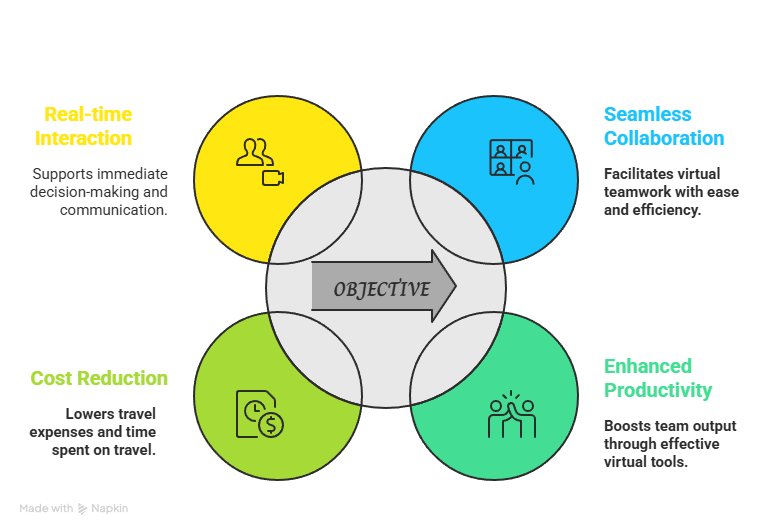 Real-time
Interaction
Supports immediate
decision-making and
communication.
Seamless
Collaboration
Facilitates virtual
teamwork with ease
and efficiency.
OBJECTIVE
Cost Reduction
Lowers travel
expenses and time
spent on travel.
Enhanced
Productivity
Boosts team output
through effective
virtual tools.
Made with Napkin